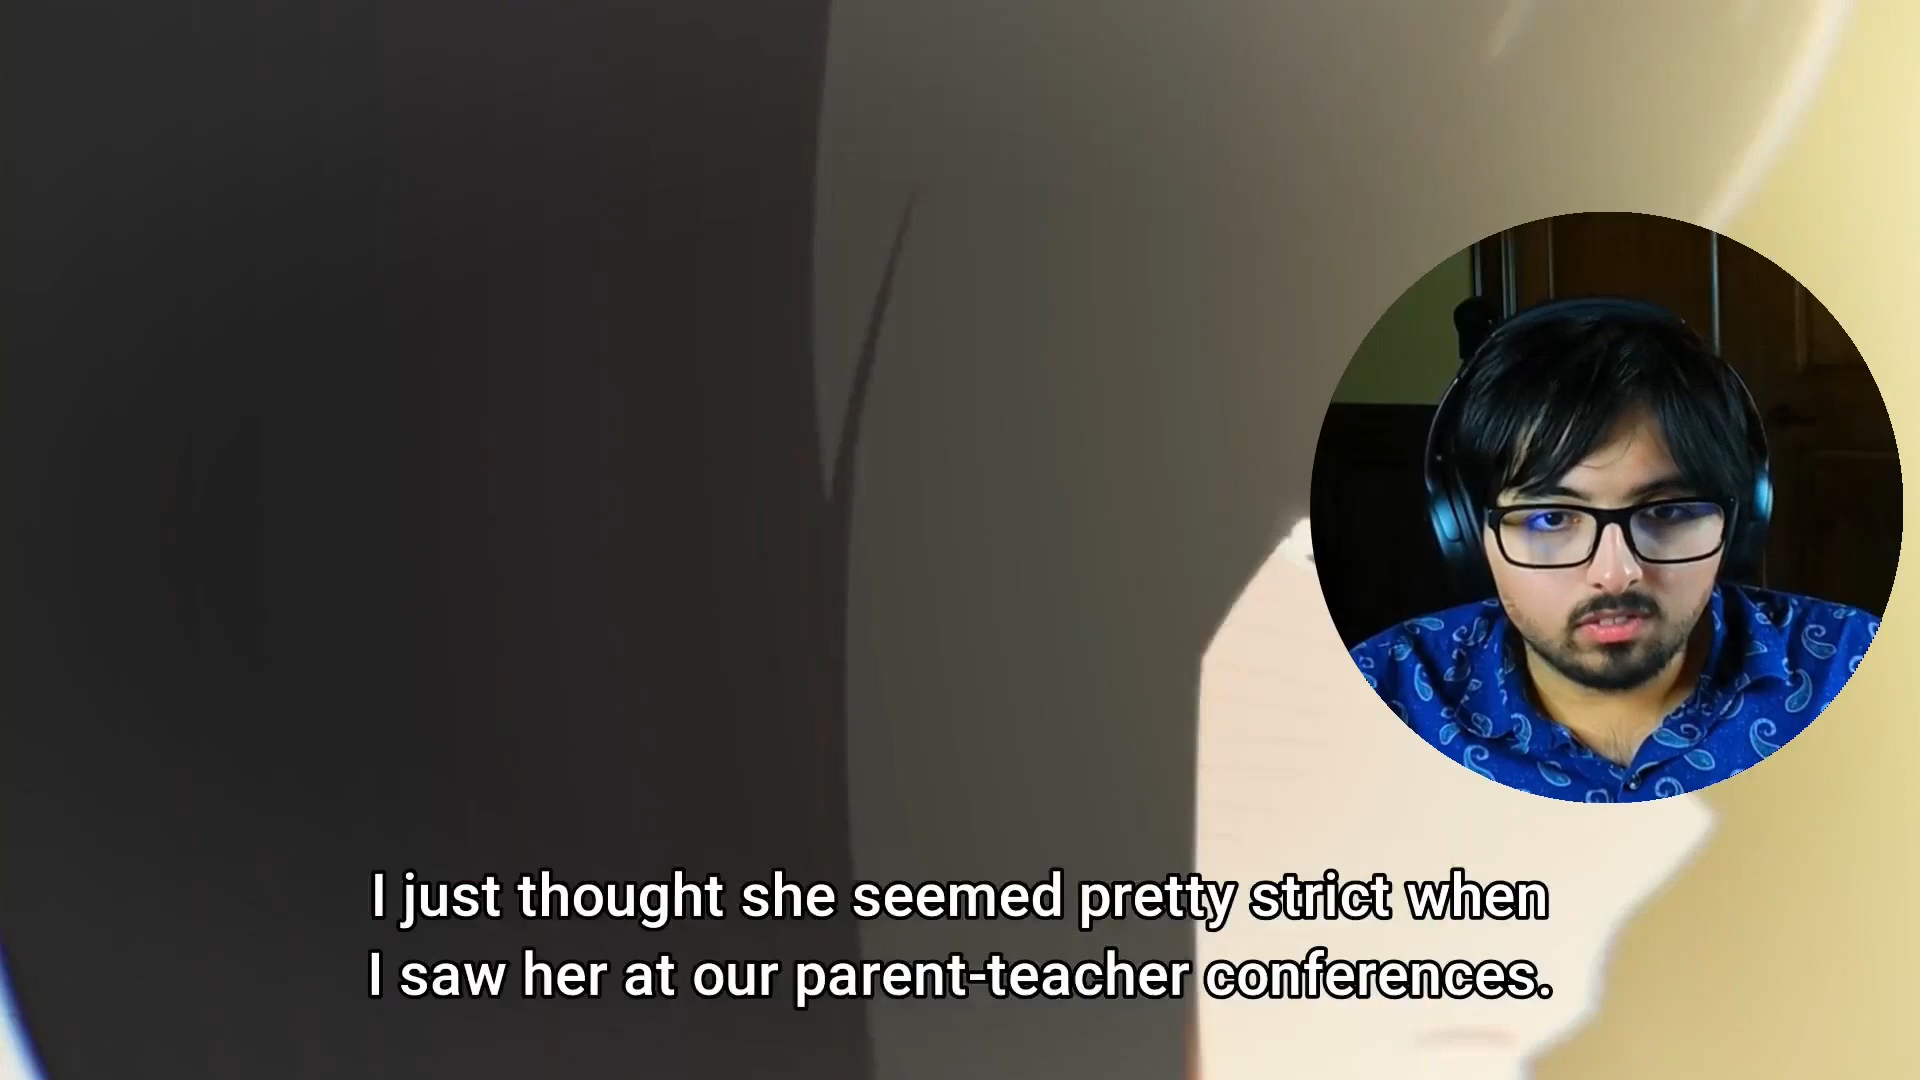 I just thought she seemed pretty strict when
I saw her at our parent-teacher conferences.